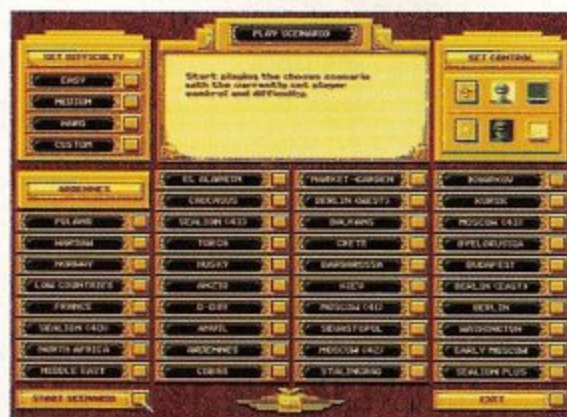 PLAY SCENARIO
Start playing the chosen scenario
with the currently set player
control and difficulty.
SET DIFFICULTY
EASY
MEDIUM
HARD
CUSTOM
SET CONTROL
ARDENNES
POLAND
WARSAW
NORWAY
LOW COUNTRIES
FRANCE
SEALION (40)
NORTH AFRICA
MIDDLE EAST
EL ALAMEIN
CAUCASUS
SEALION (43)
TORCH
HUSKY
ANZIO
D-DAY
ANVIL
ARDENNES
COBRA
MARKET-GARDEN
BERLIN (WEST)
BALKANS
CRETE
BARBAROSSA
KIEV
MOSCOW (41)
SEVASTOPOL
MOSCOW (42)
STALINGRAD
KHARKOV
KURSK
MOSCOW (43)
BYELORUSSIA
BUDAPEST
BERLIN (EAST)
BERLIN
WASHINGTON
EARLY MOSCOW
SEALION PLUS
START SCENARIO
EXIT